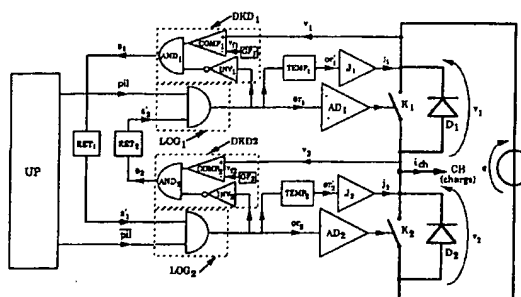 DKD₁
s₁
AND₁
COMP₁
v₁
INV₁
TEMP₁
or'₁
J₁
j₁
pil
s'₂
or₁
AD₁
K₁
D₁
v₁
LOG₁
UP
RET₁
RET₂
DKD2
v₂
i ch
CH
(charge)
e
s₂
AND₂
COMP₂
INV₂
TEMP₂
or'₂
J₂
j₂
s'₁
pil
or₂
AD₂
K₂
D₂
v₂
LOG₂